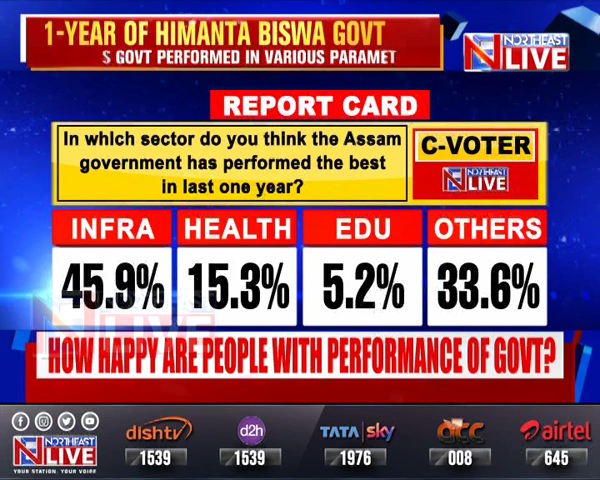 1-YEAR OF HIMANTA BISWA GOVT
S GOVT PERFORMED IN VARIOUS PARAMET
NORTHEAST
LIVE
REPORT CARD
In which sector do you think the Assam
government has performed the best
in last one year?
C-VOTER
NORTHEAST
LIVE
INFRA HEALTH EDU OTHERS
45.9% 15.3% 5.2% 33.6%
LIVE
HOW HAPPY ARE PEOPLE WITH PERFORMANCE OF GOVT?
NORTHEAST
LIVE
YOUR STATION. YOUR VOICE
dishtv d2h TATA sky airtel
1539 1539 1976 008 645